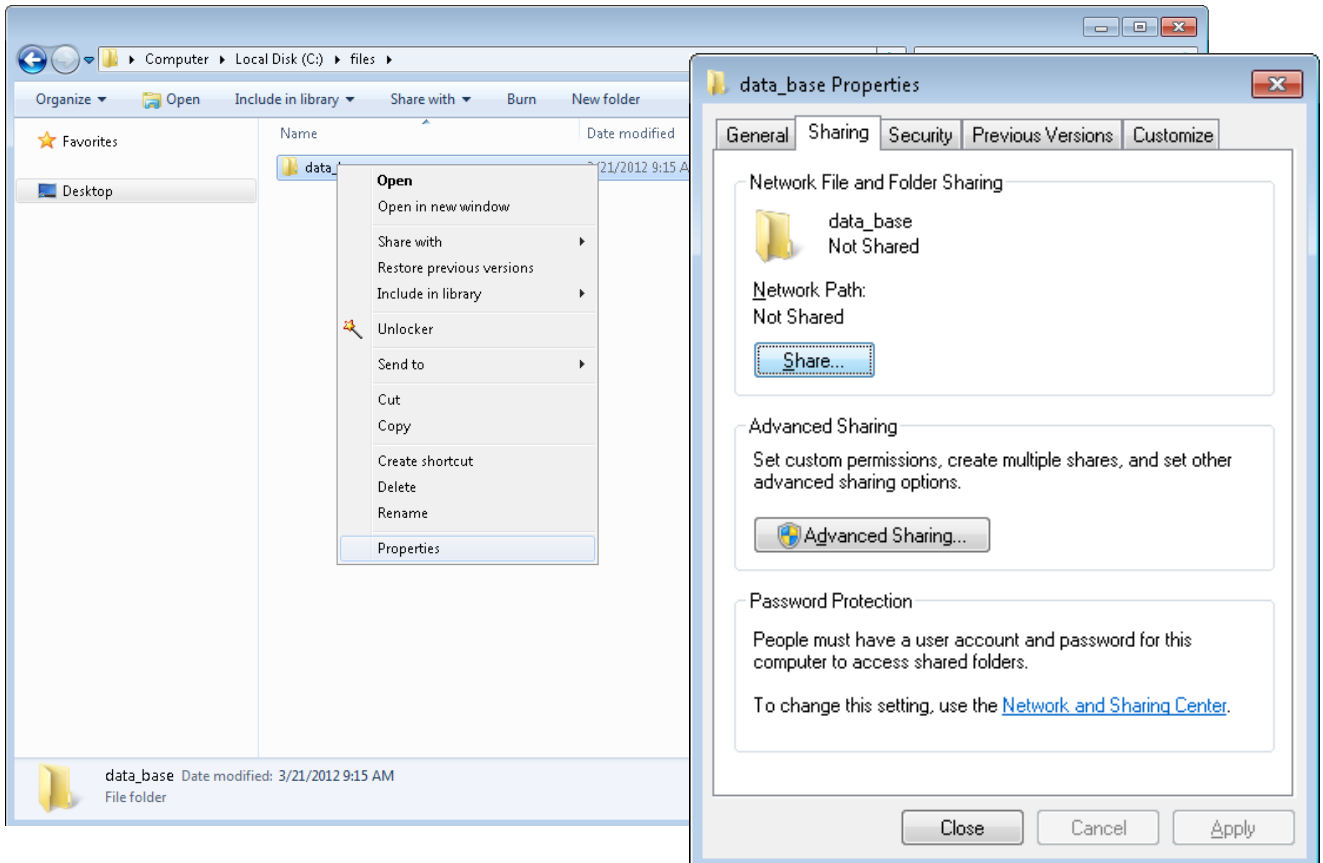 Computer Local Disk (C:) files
Organize Open Include in library Share with Burn New folder
Favorites
Desktop
Name Date modified
data_ /21/2012 9:15 A
Open
Open in new window
Share with
Restore previous versions
Include in library
Unlocker
Send to
Cut
Copy
Create shortcut
Delete
Rename
Properties
data_base Date modified: 3/21/2012 9:15 AM
File folder
data_base Properties
General Sharing Security Previous Versions Customize
Network File and Folder Sharing
data_base
Not Shared
Network Path:
Not Shared
Share...
Advanced Sharing
Set custom permissions, create multiple shares, and set other
advanced sharing options.
Advanced Sharing...
Password Protection
People must have a user account and password for this
computer to access shared folders.
To change this setting, use the Network and Sharing Center.
Close Cancel Apply